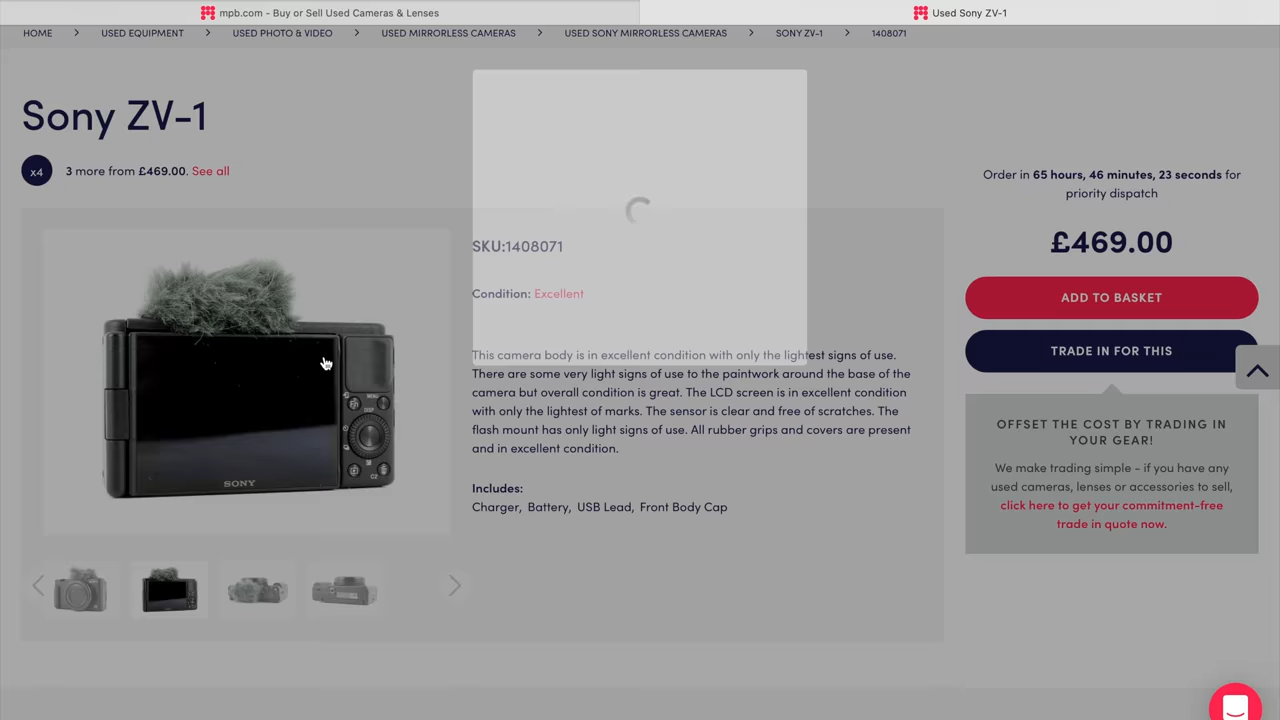 mpb.com - Buy or Sell Used Cameras & Lenses
Used Sony ZV-1
HOME > USED EQUIPMENT > USED PHOTO & VIDEO > USED MIRRORLESS CAMERAS > USED SONY MIRRORLESS CAMERAS > SONY ZV-1 > 1408071
Sony ZV-1
x4 3 more from £469.00. See all
Order in 65 hours, 46 minutes, 23 seconds for
priority dispatch
£469.00
ADD TO BASKET
TRADE IN FOR THIS
OFFSET THE COST BY TRADING IN
YOUR GEAR!
We make trading simple - if you have any
used cameras, lenses or accessories to sell,
click here to get your commitment-free
trade in quote now.
SKU:1408071
Condition: Excellent
This camera body is in excellent condition with only the lightest signs of use.
There are some very light signs of use to the paintwork around the base of the
camera but overall condition is great. The LCD screen is in excellent condition
with only the lightest of marks. The sensor is clear and free of scratches. The
flash mount has only light signs of use. All rubber grips and covers are present
and in excellent condition.
Includes:
Charger, Battery, USB Lead, Front Body Cap
MENU
DISP
SONY
C2